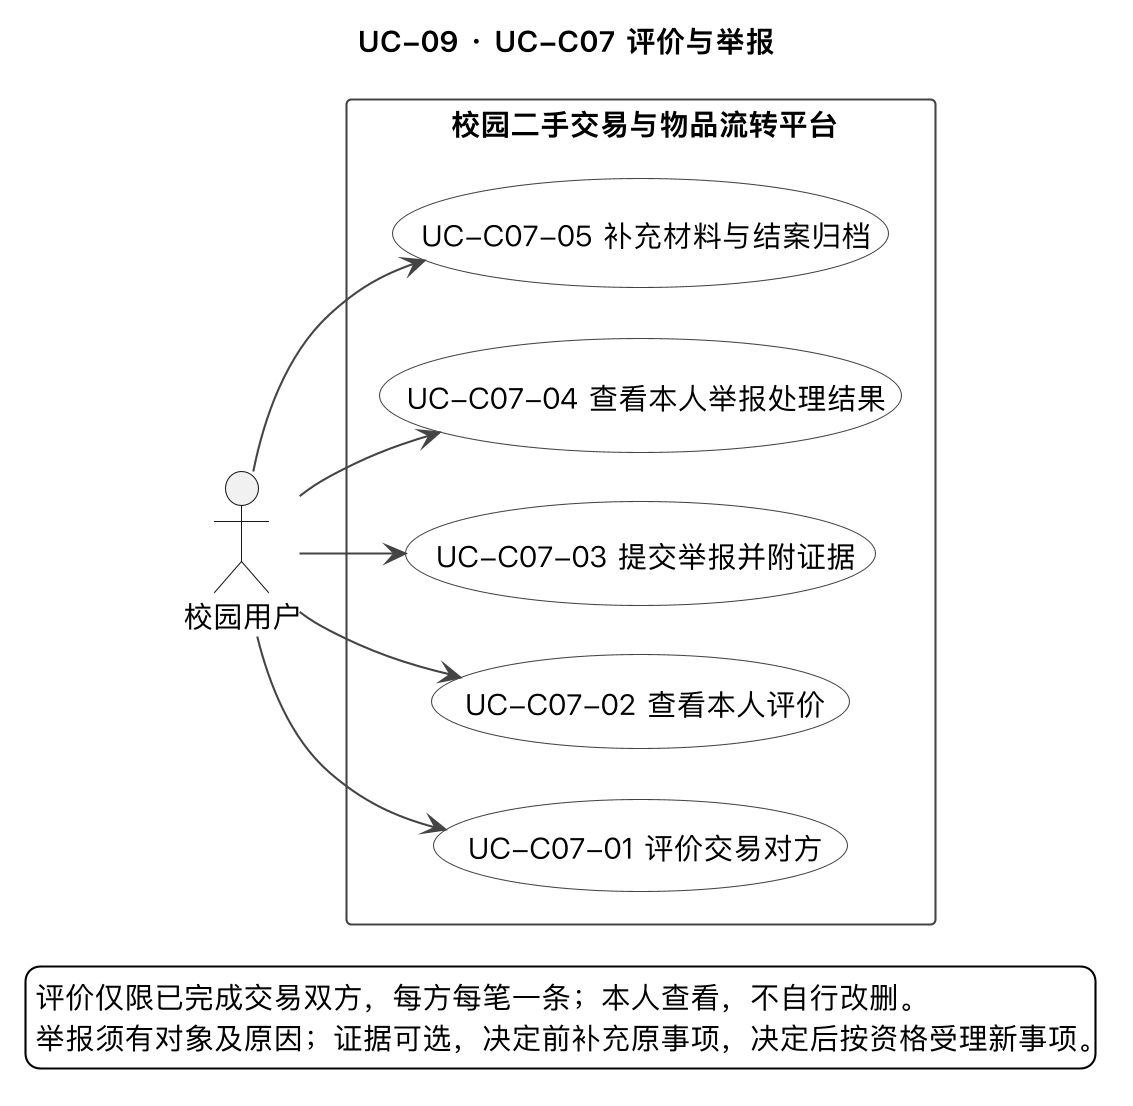 UC-09 · UC-C07 评价与举报
校园二手交易与物品流转平台
UC-C07-05 补充材料与结案归档
UC-C07-04 查看本人举报处理结果
UC-C07-03 提交举报并附证据
校园用户
UC-C07-02 查看本人评价
UC-C07-01 评价交易对方
评价仅限已完成交易双方，每方每笔一条；本人查看，不自行改删。
举报须有对象及原因；证据可选，决定前补充原事项，决定后按资格受理新事项。